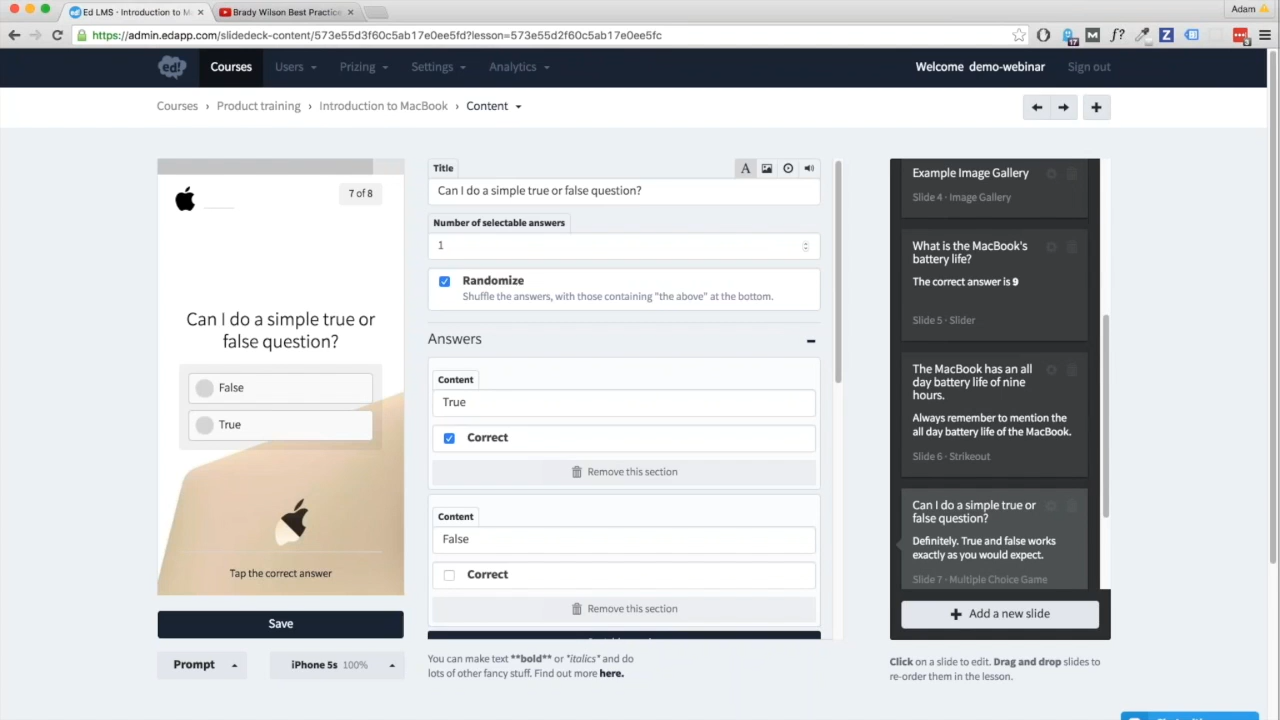 Ed LMS - Introduction to M
Brady Wilson Best Practice
Adam
https://admin.edapp.com/slidedeck-content/573e55d3f60c5ab17e0ee5fd?lesson=573e55d2f60c5ab17e0eefc
ed!
Courses
Users
Prizing
Settings
Analytics
Welcome demo-webinar
Sign out
Courses › Product training › Introduction to MacBook › Content
7 of 8
Can I do a simple true or
false question?
False
True
Tap the correct answer
Save
Prompt
iPhone 5s 100%
Title
A
Can I do a simple true or false question?
Number of selectable answers
1
Randomize
Shuffle the answers, with those containing "the above" at the bottom.
Answers
Content
True
Correct
Remove this section
Content
False
Correct
Remove this section
You can make text **bold** or *italics* and do
lots of other fancy stuff. Find out more here.
Example Image Gallery
Slide 4 · Image Gallery
What is the MacBook's
battery life?
The correct answer is 9
Slide 5 · Slider
The MacBook has an all
day battery life of nine
hours.
Always remember to mention the
all day battery life of the MacBook.
Slide 6 · Strikeout
Can I do a simple true or
false question?
Definitely. True and false works
exactly as you would expect.
Slide 7 · Multiple Choice Game
Add a new slide
Click on a slide to edit. Drag and drop slides to
re-order them in the lesson.